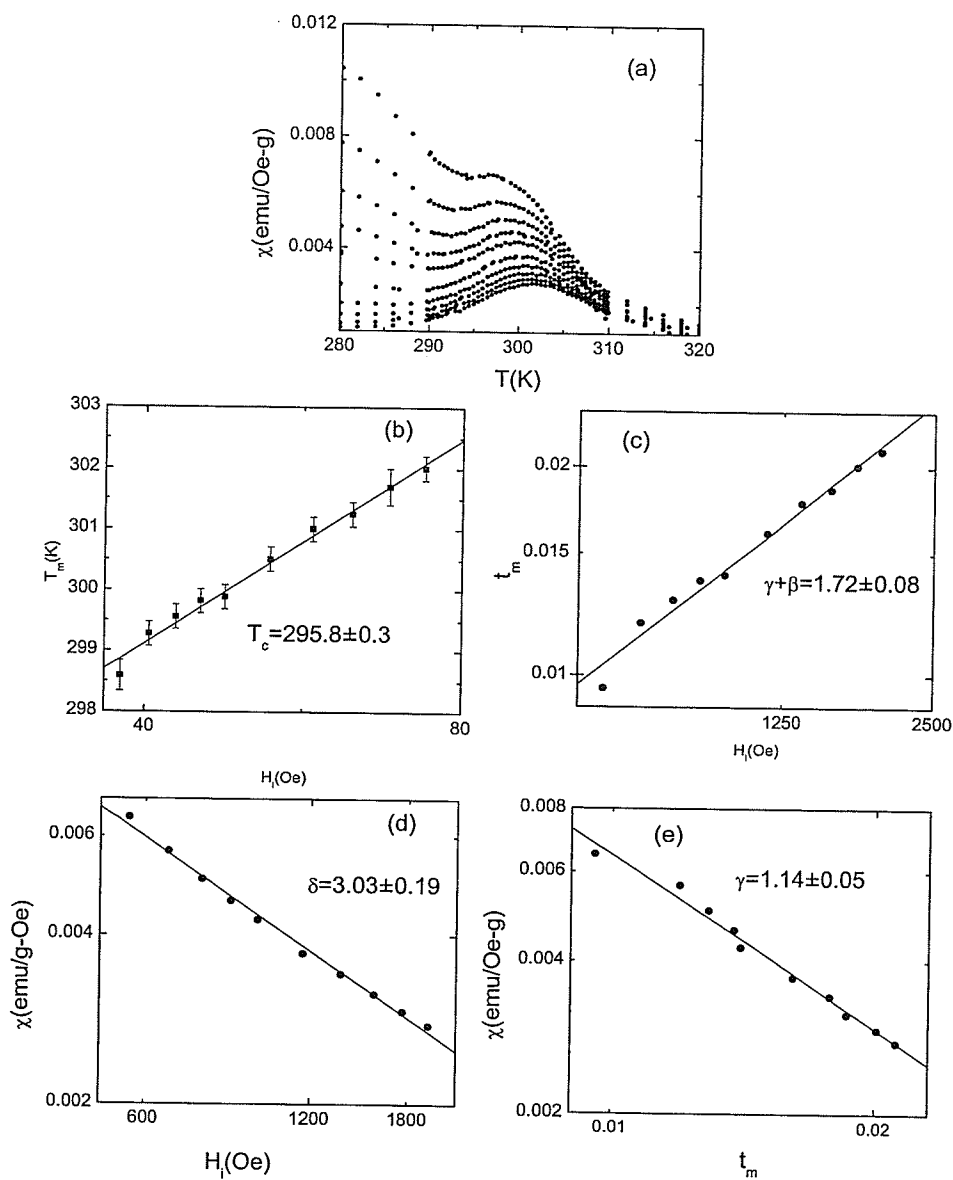 0.012
(a)
0.008
0.004
χ(emu/Oe-g)
280 290 300 310 320
T(K)
303
302
301
300
299
298
T_m(K)
(b)
T_c=295.8±0.3
40 80
H_i(Oe)
0.02
0.015
0.01
t_m
(c)
γ+β=1.72±0.08
1250 2500
H_i(Oe)
0.006
0.004
0.002
χ(emu/g-Oe)
(d)
δ=3.03±0.19
600 1200 1800
H_i(Oe)
0.008
0.006
0.004
0.002
χ(emu/Oe-g)
(e)
γ=1.14±0.05
0.01 0.02
t_m